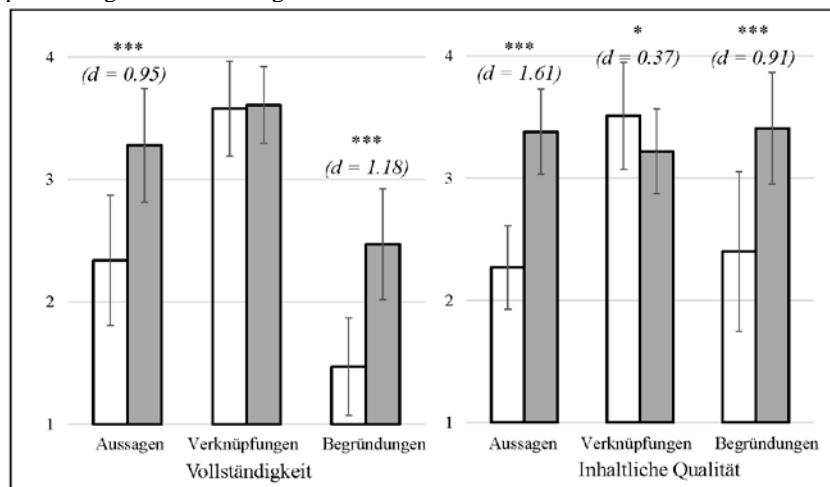 4
3
2
1
***
(d = 0.95)
***
(d = 1.18)
Aussagen Verknüpfungen Begründungen
Vollständigkeit
4
3
2
1
***
(d = 1.61)
*
(d = 0.37)
***
(d = 0.91)
Aussagen Verknüpfungen Begründungen
Inhaltliche Qualität